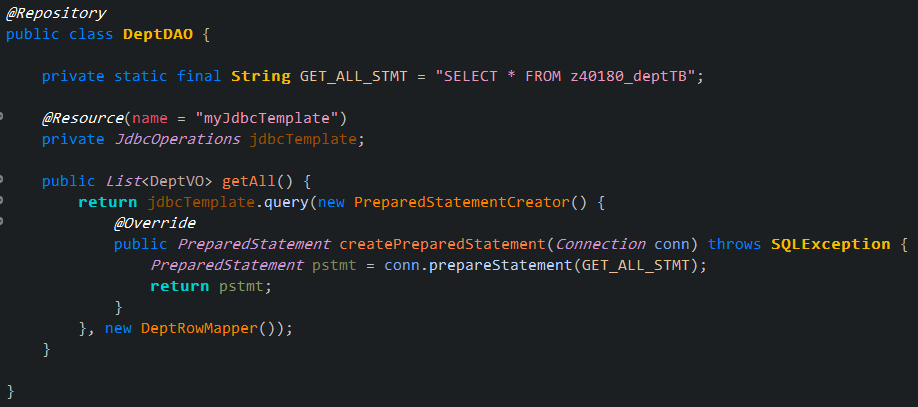 @Repository
public class DeptDAO {
private static final String GET_ALL_STMT = "SELECT * FROM z40180_deptTB";
@Resource(name = "myJdbcTemplate")
private JdbcOperations jdbcTemplate;
public List<DeptVO> getAll() {
return jdbcTemplate.query(new PreparedStatementCreator() {
@Override
public PreparedStatement createPreparedStatement(Connection conn) throws SQLException {
PreparedStatement pstmt = conn.prepareStatement(GET_ALL_STMT);
return pstmt;
}
}, new DeptRowMapper());
}
}